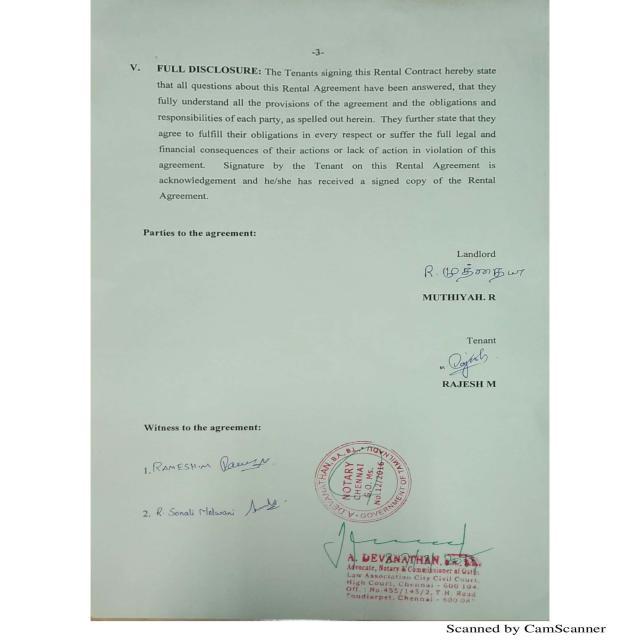 -3-
V. FULL DISCLOSURE: The Tenants signing this Rental Contract hereby state
that all questions about this Rental Agreement have been answered, that they
fully understand all the provisions of the agreement and the obligations and
responsibilities of each party, as spelled out herein. They further state that they
agree to fulfill their obligations in every respect or suffer the full legal and
financial consequences of their actions or lack of action in violation of this
agreement. Signature by the Tenant on this Rental Agreement is
acknowledgement and he/she has received a signed copy of the Rental
Agreement.
Parties to the agreement:
Landlord
R. முத்தையா
MUTHIYAH. R
Tenant
Rajesh
RAJESH M
Witness to the agreement:
1. RAMESH.M
2. R. Sonali Melwani
A. DEVANATHAN, B.A., B.L.
GOVERNMENT OF TAMILNADU
NOTARY
CHENNAI
G.O. Ms.
No.12/2016
A. DEVANATHAN,
Advocate, Notary & Commissioner of Oaths
Law Association City Civil Court,
High Court, Chennai - 600 104.
Off.: No.455/145/2, T.H. Road
Tondiarpet, Chennai - 600
Scanned by CamScanner